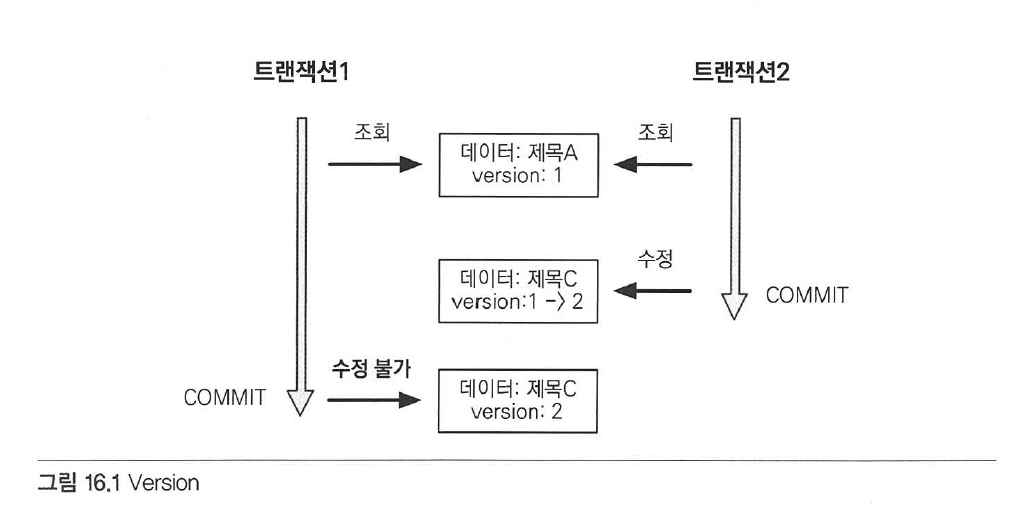 트랜잭션1
트랜잭션2
조회
조회
데이터: 제목A
version: 1
수정
데이터: 제목C
version:1 -> 2
COMMIT
수정 불가
COMMIT
데이터: 제목C
version: 2
그림 16.1 Version